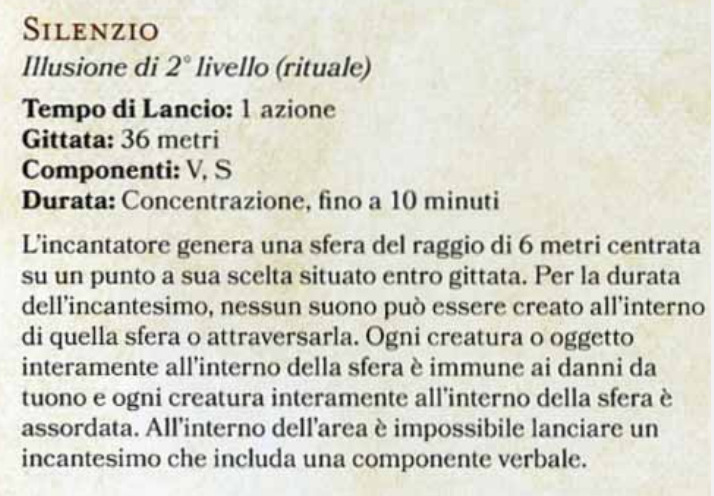 Silenzio
Illusione di 2° livello (rituale)
Tempo di Lancio: 1 azione
Gittata: 36 metri
Componenti: V, S
Durata: Concentrazione, fino a 10 minuti
L'incantatore genera una sfera del raggio di 6 metri centrata
su un punto a sua scelta situato entro gittata. Per la durata
dell'incantesimo, nessun suono può essere creato all'interno
di quella sfera o attraversarla. Ogni creatura o oggetto
interamente all'interno della sfera è immune ai danni da
tuono e ogni creatura interamente all'interno della sfera è
assordata. All'interno dell'area è impossibile lanciare un
incantesimo che includa una componente verbale.